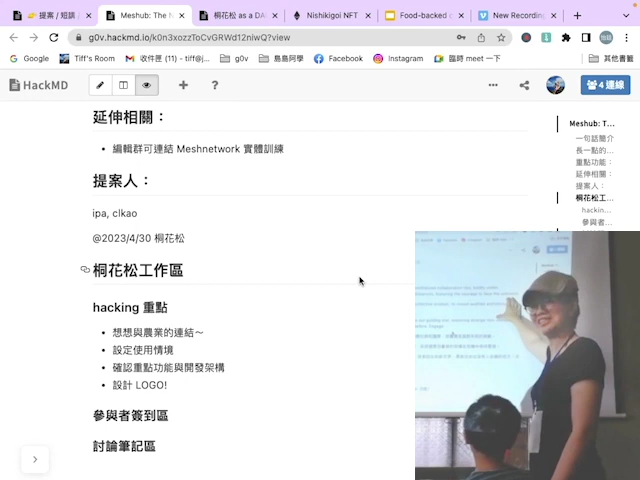 提案 / 短講 /
Meshub: The N
桐花松 as a DA
Nishikigoi NFT
Food-backed
New Recording
g0v.hackmd.io/k0n3xozzToCvGRWd12niwQ?view
Google
Tiff's Room
收件匣 (11) - tiff@j...
g0v
島島阿學
Facebook
Instagram
臨時 meet 一下
其他書籤
HackMD
4 連線
延伸相關：
• 編輯群可連結 Meshnetwork 實體訓練
提案人：
ipa, clkao
@2023/4/30 桐花松
桐花松工作區
hacking 重點
• 想想與農業的連結～
• 設定使用情境
• 確認重點功能與開發架構
• 設計 LOGO!
參與者簽到區
討論筆記區
Meshub: T...
一句話簡介
長一點的...
重點功能：
延伸相關：
提案人：
桐花松工...
hackin...
參與者...